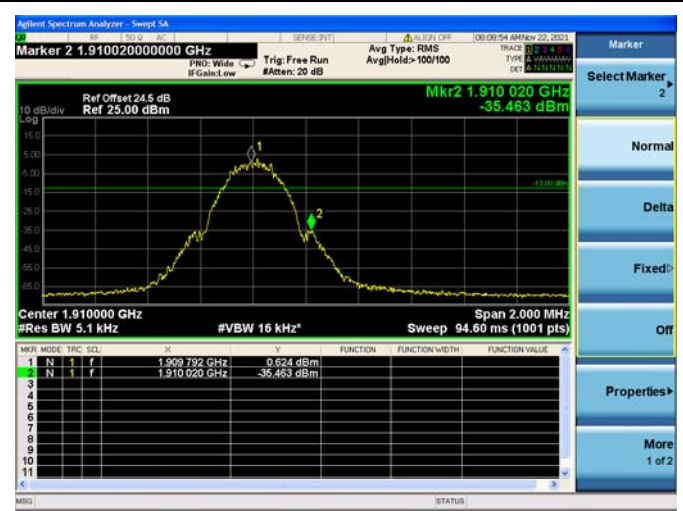 Agilent Spectrum Analyzer - Swept SA
RF 50 Ω AC SENSE:INT ALIGN OFF 08:08:54 AM Nov 22, 2021
Marker 2 1.910020000000 GHz
PNO: Wide
IFGain:Low
Trig: Free Run
#Atten: 20 dB
Avg Type: RMS
Avg|Hold>100/100
TRACE 1 2 3 4 5 6
TYPE A
DET A N N N N N
Ref Offset 24.5 dB
10 dB/div Ref 25.00 dBm
Log
Mkr2 1.910 020 GHz
-35.463 dBm
15.0
5.00
-5.00
-15.0
-25.0
-35.0
-45.0
-55.0
-65.0
1
2
-13.00 dBm
Center 1.910000 GHz Span 2.000 MHz
#Res BW 5.1 kHz #VBW 16 kHz* Sweep 94.60 ms (1001 pts)
MKR MODE TRC SCL X Y FUNCTION FUNCTION WIDTH FUNCTION VALUE
1 N 1 f 1.909 792 GHz 0.624 dBm
2 N 1 f 1.910 020 GHz -35.463 dBm
3
4
5
6
7
8
9
10
11
MSG STATUS
Marker
Select Marker
2
Normal
Delta
Fixed
Off
Properties
More
1 of 2